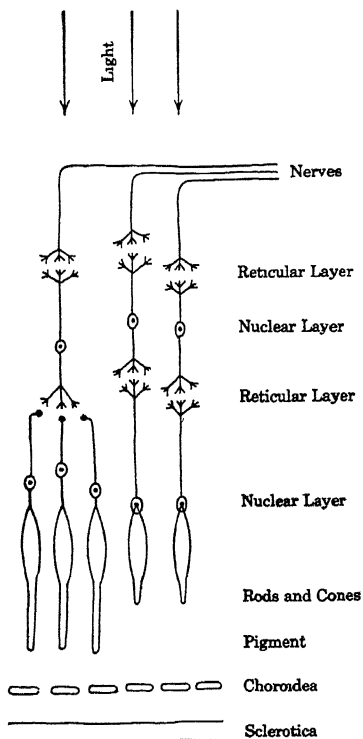 Light
Nerves
Reticular Layer
Nuclear Layer
Reticular Layer
Nuclear Layer
Rods and Cones
Pigment
Choroidea
Sclerotica